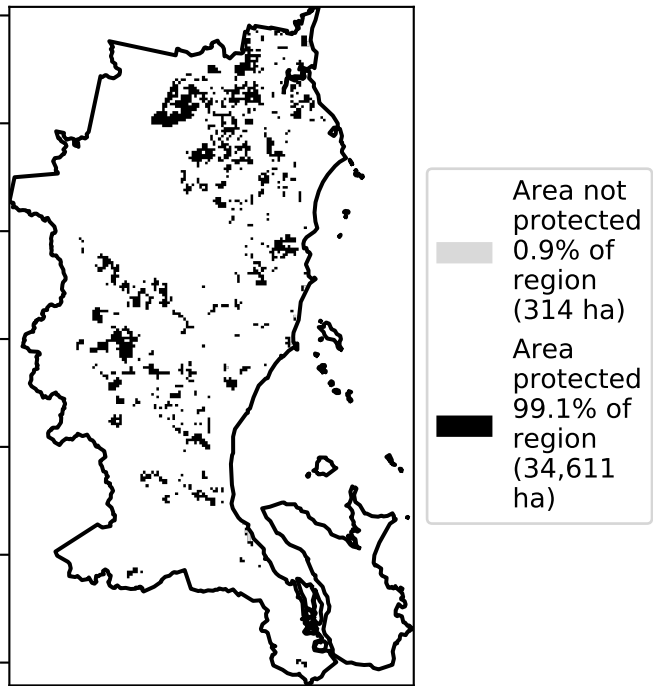 Area not
protected
0.9% of
region
(314 ha)
Area
protected
99.1% of
region
(34,611
ha)